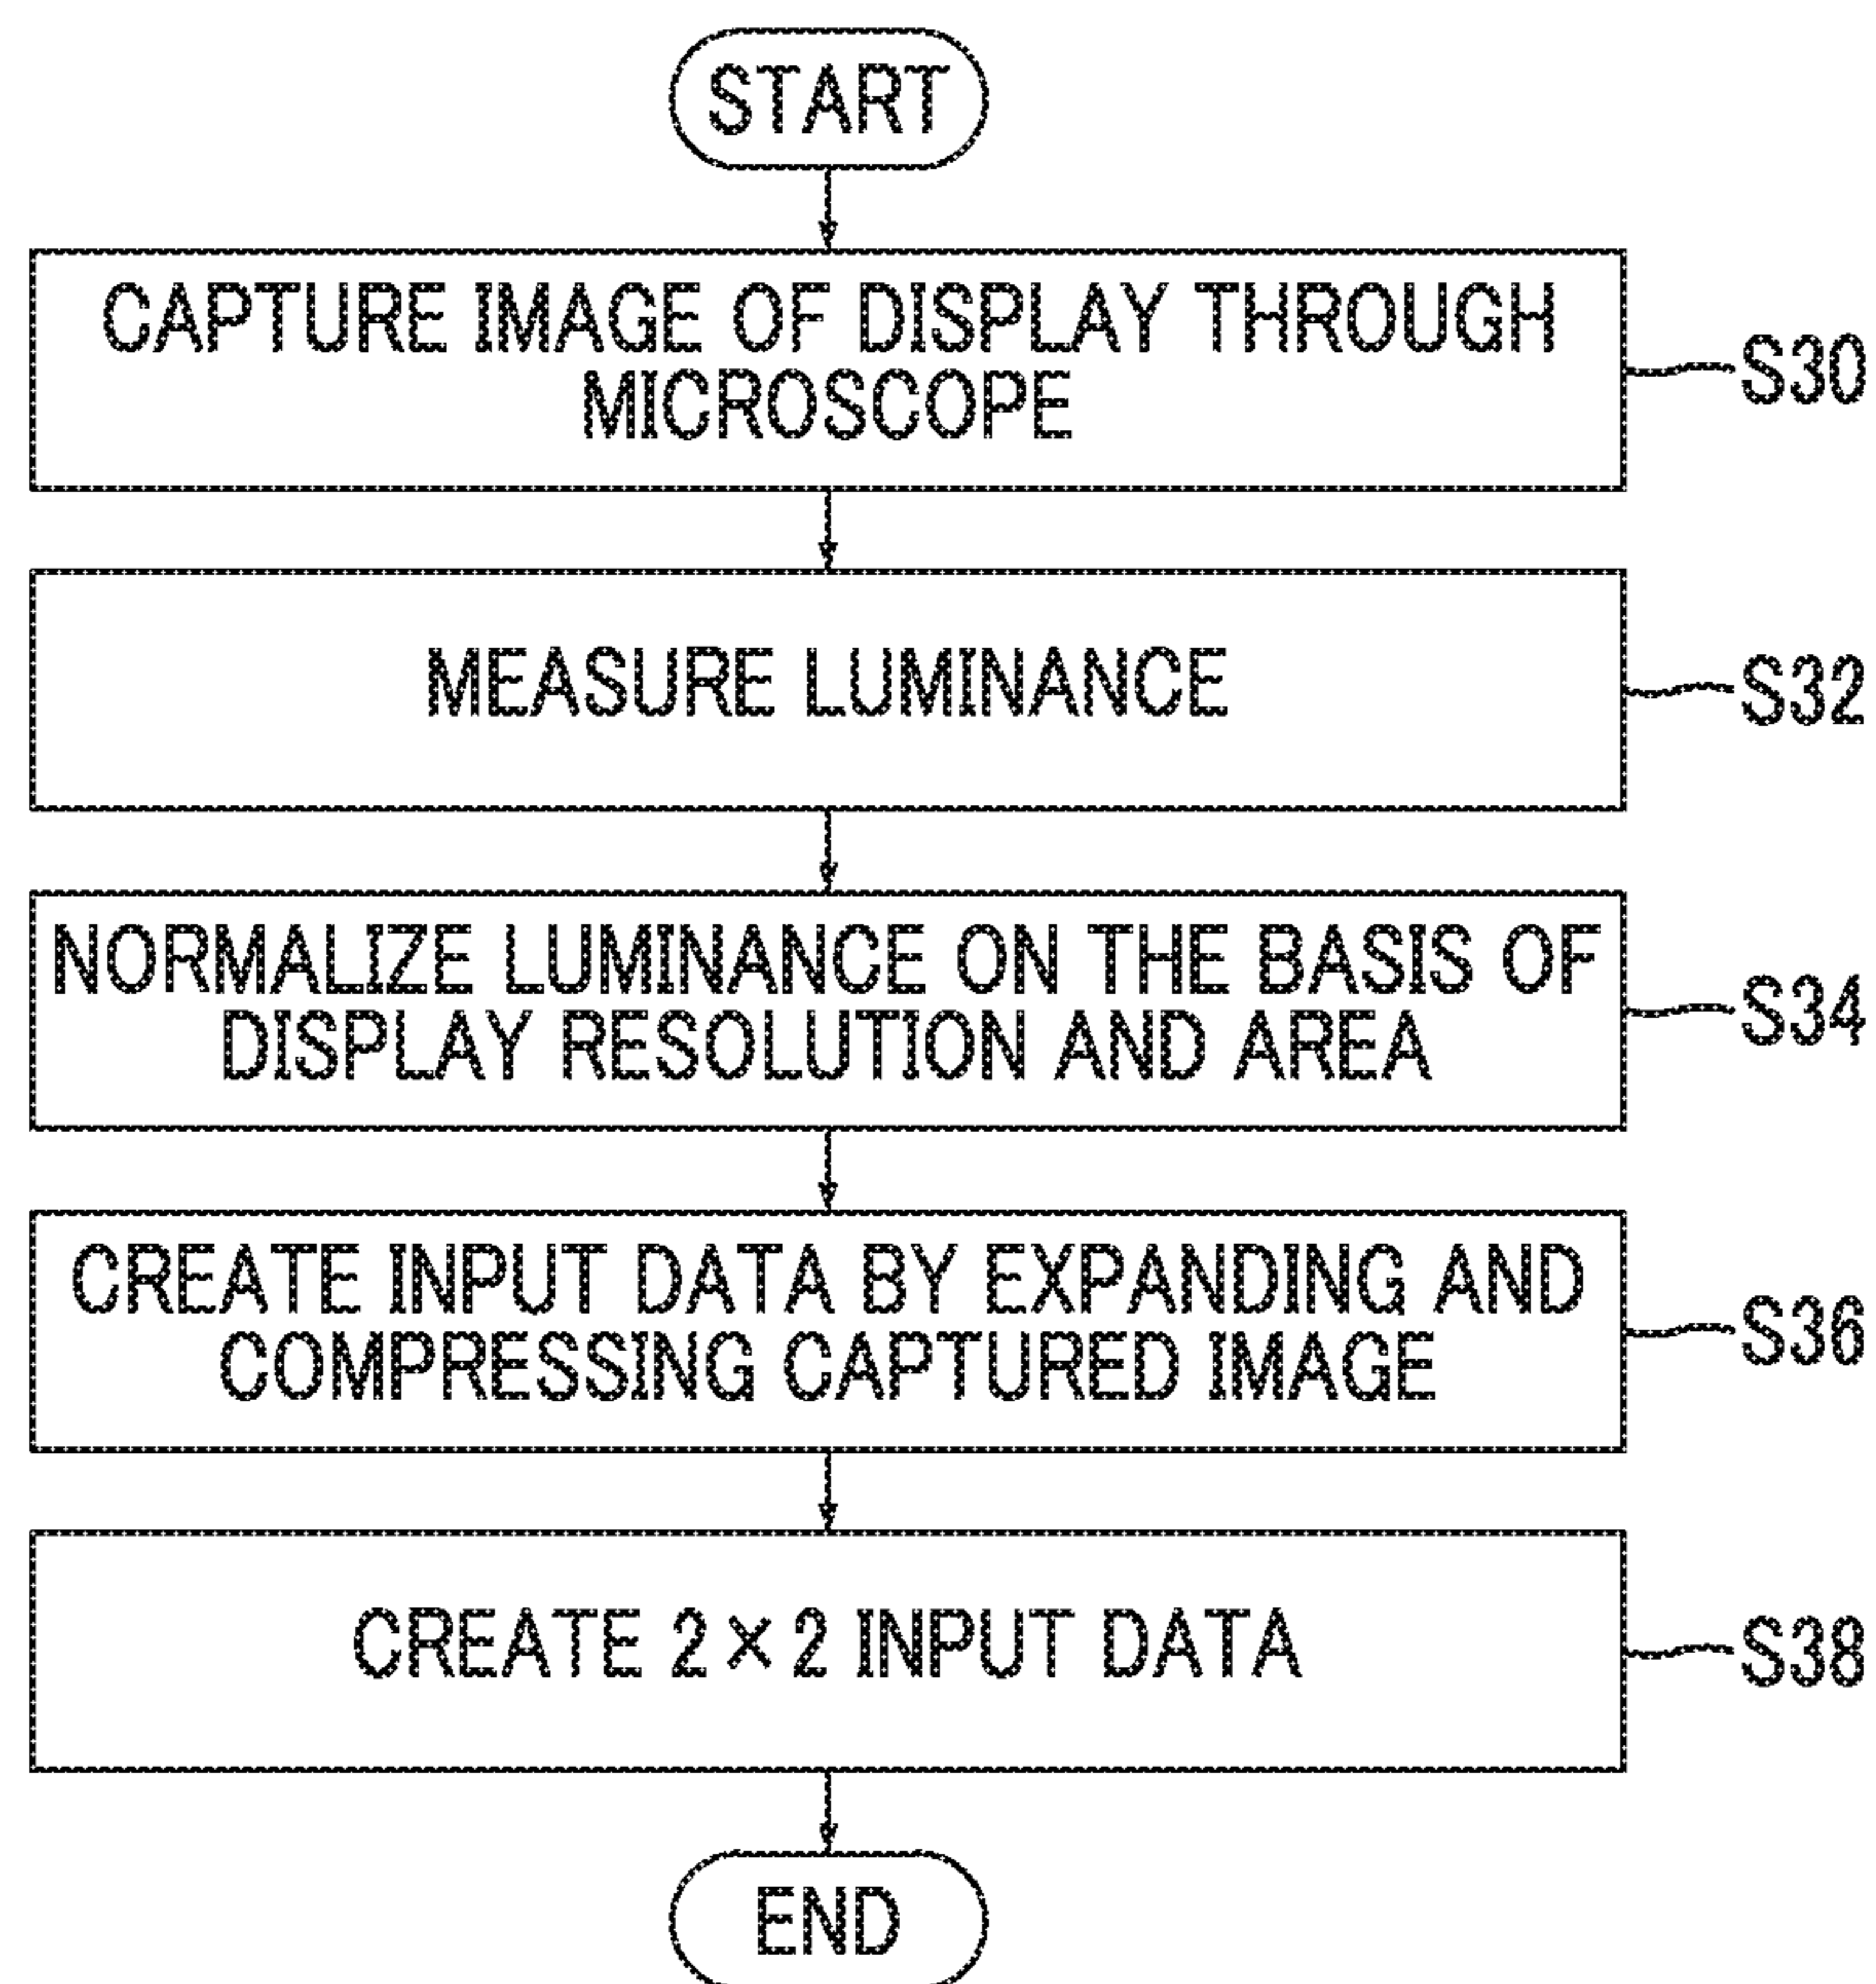 START
CAPTURE IMAGE OF DISPLAY THROUGH
MICROSCOPE
S30
MEASURE LUMINANCE
S32
NORMALIZE LUMINANCE ON THE BASIS OF
DISPLAY RESOLUTION AND AREA
S34
CREATE INPUT DATA BY EXPANDING AND
COMPRESSING CAPTURED IMAGE
S36
CREATE 2×2 INPUT DATA
S38
END